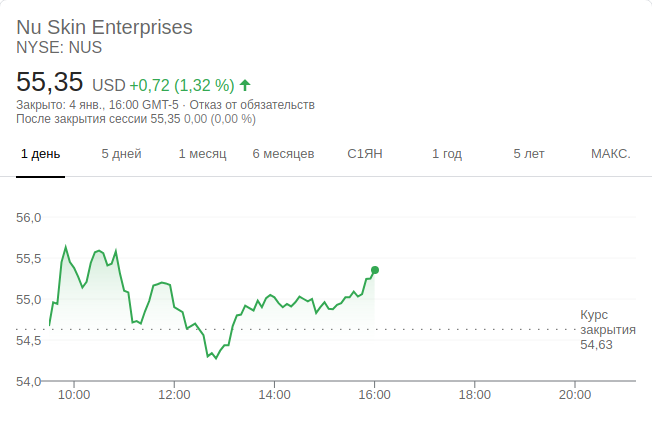 Nu Skin Enterprises
NYSE: NUS
55,35 USD +0,72 (1,32 %)
Закрыто: 4 янв., 16:00 GMT-5 · Отказ от обязательств
После закрытия сессии 55,35 0,00 (0,00 %)
1 день 5 дней 1 месяц 6 месяцев С1ЯН 1 год 5 лет МАКС.
56,0
55,5
55,0
Курс
закрытия
54,63
54,5
54,0
10:00 12:00 14:00 16:00 18:00 20:00